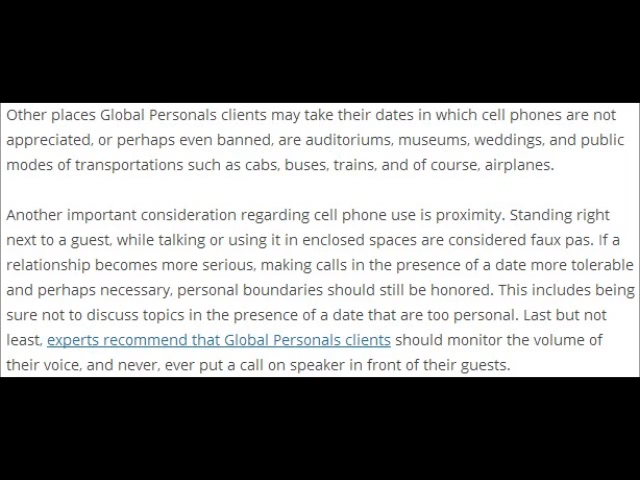 Other places Global Personals clients may take their dates in which cell phones are not
appreciated, or perhaps even banned, are auditoriums, museums, weddings, and public
modes of transportations such as cabs, buses, trains, and of course, airplanes.
Another important consideration regarding cell phone use is proximity. Standing right
next to a guest, while talking or using it in enclosed spaces are considered faux pas. If a
relationship becomes more serious, making calls in the presence of a date more tolerable
and perhaps necessary, personal boundaries should still be honored. This includes being
sure not to discuss topics in the presence of a date that are too personal. Last but not
least, experts recommend that Global Personals clients should monitor the volume of
their voice, and never, ever put a call on speaker in front of their guests.